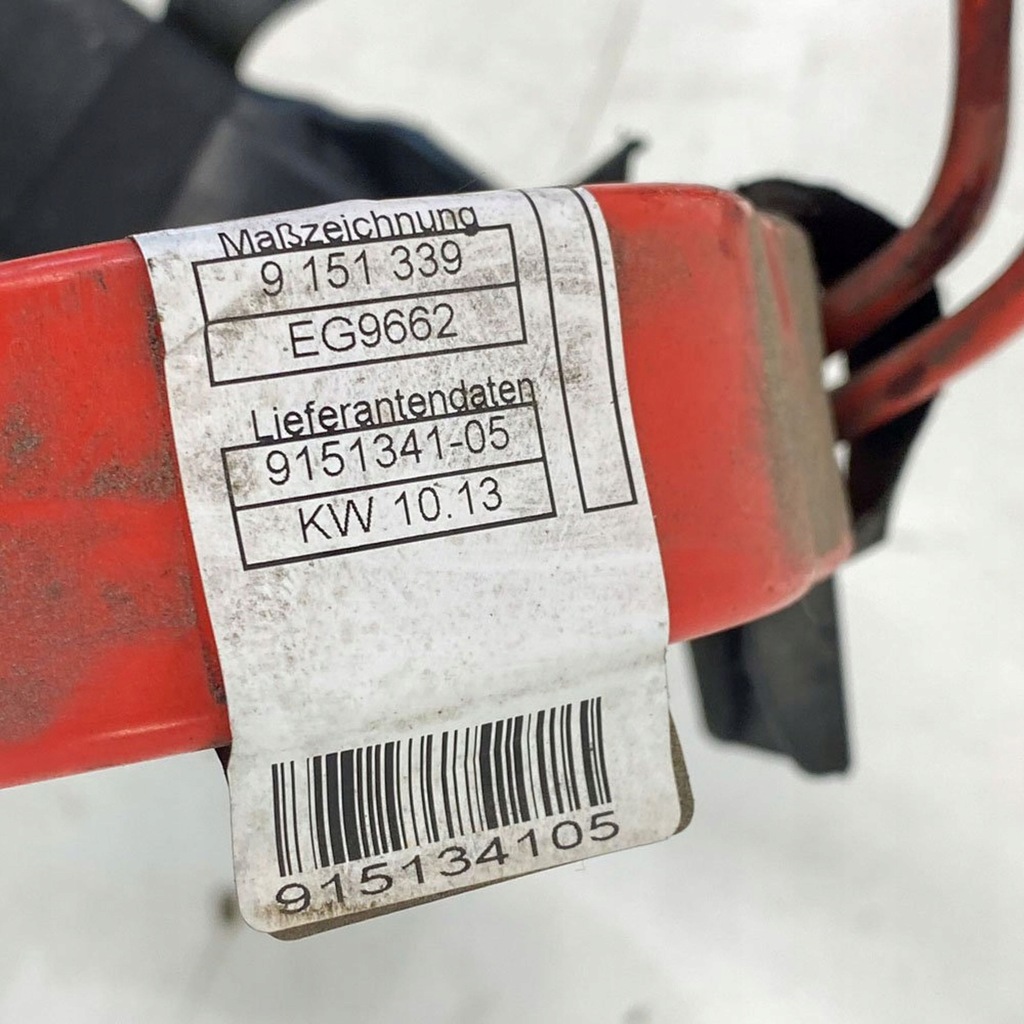 Maßzeichnung
9 151 339
EG9662
Lieferantendaten
9151341-05
KW 10.13
915134105